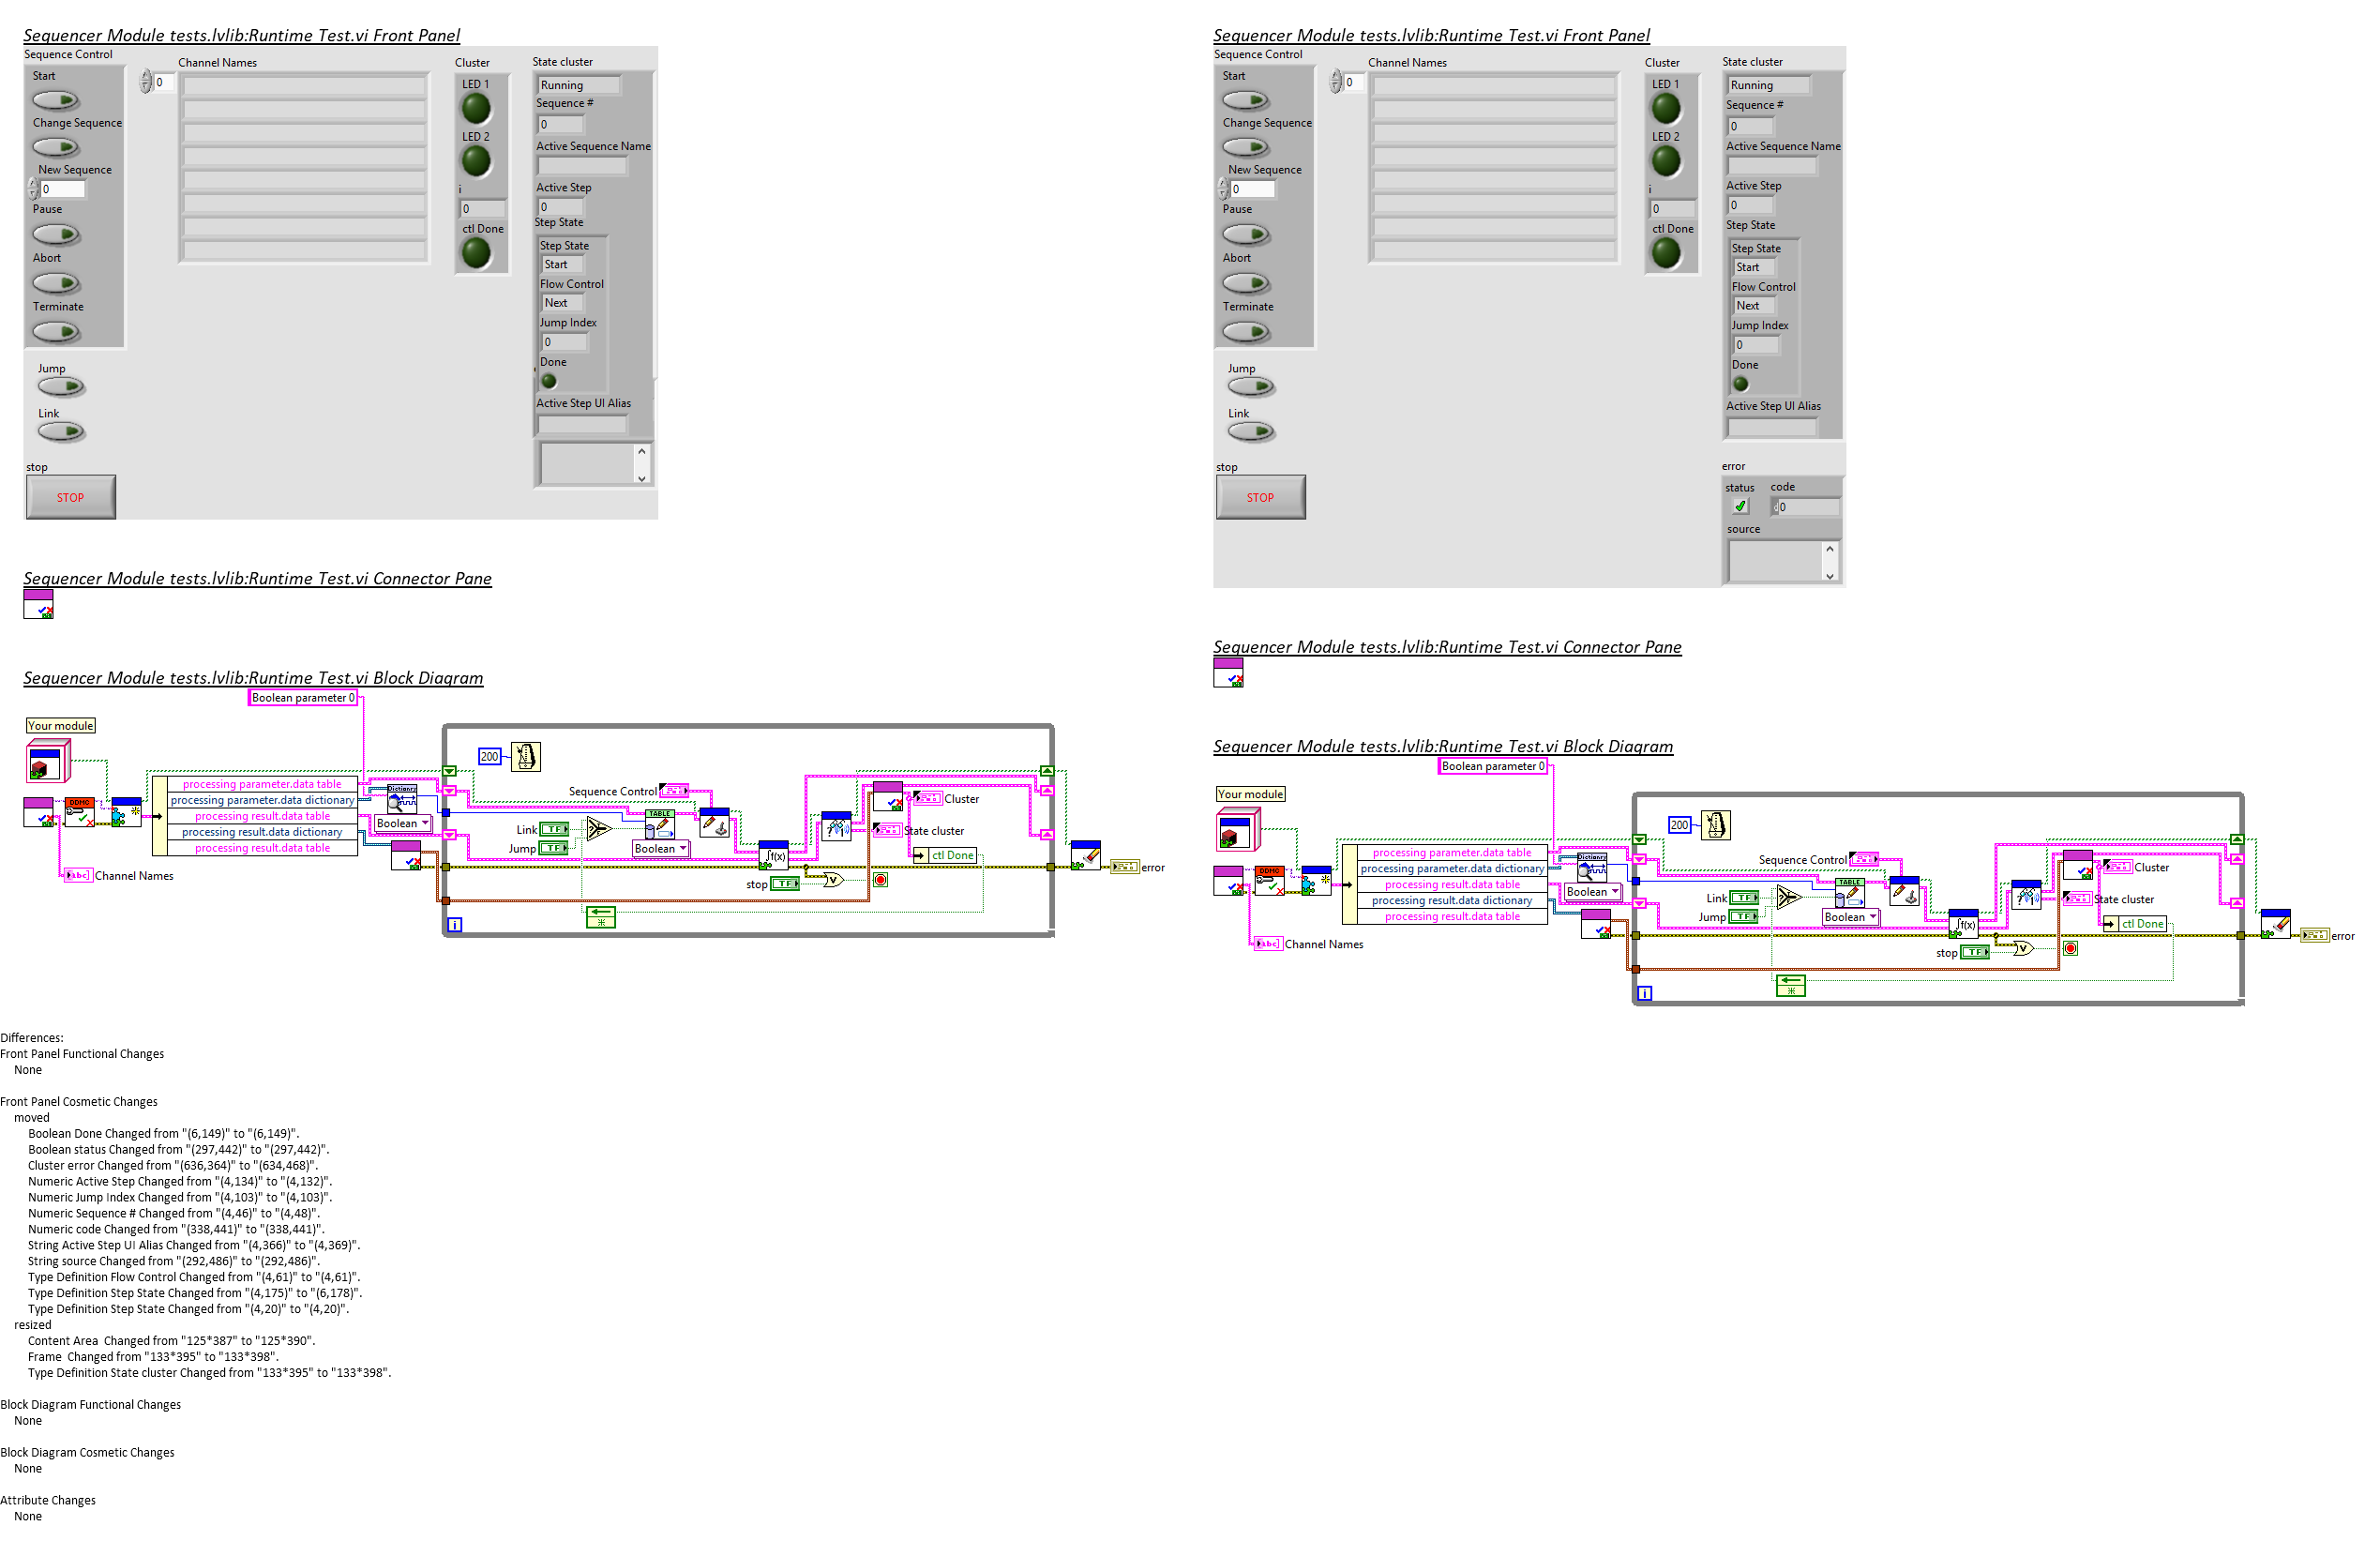 Sequencer Module tests.lvlib:Runtime Test.vi Front Panel
Sequence Control
Start
Change Sequence
New Sequence
0
Pause
Abort
Terminate
Jump
Link
stop
STOP
0
Channel Names
Cluster
LED 1
LED 2
i
0
ctl Done
State cluster
Running
Sequence #
0
Active Sequence Name
Active Step
0
Step State
Step State
Start
Flow Control
Next
Jump Index
0
Done
Active Step UI Alias
Sequencer Module tests.lvlib:Runtime Test.vi Connector Pane
Sequencer Module tests.lvlib:Runtime Test.vi Block Diagram
Boolean parameter 0
Your module
200
processing parameter.data table
processing parameter.data dictionary
processing result.data table
processing result.data dictionary
processing result.data table
DDMC
Dictionary
Boolean
Channel Names
abc
Sequence Control
TABLE
Link
TF
Jump
TF
Boolean
∫f(x)
stop
TF
V
Cluster
State cluster
ctl Done
i
error
Sequencer Module tests.lvlib:Runtime Test.vi Front Panel
Sequence Control
Start
Change Sequence
New Sequence
0
Pause
Abort
Terminate
Jump
Link
stop
STOP
0
Channel Names
Cluster
LED 1
LED 2
i
0
ctl Done
State cluster
Running
Sequence #
0
Active Sequence Name
Active Step
0
Step State
Step State
Start
Flow Control
Next
Jump Index
0
Done
Active Step UI Alias
error
status
code
d0
source
Sequencer Module tests.lvlib:Runtime Test.vi Connector Pane
Sequencer Module tests.lvlib:Runtime Test.vi Block Diagram
Boolean parameter 0
Your module
200
processing parameter.data table
processing parameter.data dictionary
processing result.data table
processing result.data dictionary
processing result.data table
DDMC
Dictionary
Boolean
Channel Names
abc
Sequence Control
TABLE
Link
TF
Jump
TF
Boolean
∫f(x)
stop
TF
V
Cluster
State cluster
ctl Done
i
error
Differences:
Front Panel Functional Changes
None
Front Panel Cosmetic Changes
moved
Boolean Done Changed from "(6,149)" to "(6,149)".
Boolean status Changed from "(297,442)" to "(297,442)".
Cluster error Changed from "(636,364)" to "(634,468)".
Numeric Active Step Changed from "(4,134)" to "(4,132)".
Numeric Jump Index Changed from "(4,103)" to "(4,103)".
Numeric Sequence # Changed from "(4,46)" to "(4,48)".
Numeric code Changed from "(338,441)" to "(338,441)".
String Active Step UI Alias Changed from "(4,366)" to "(4,369)".
String source Changed from "(292,486)" to "(292,486)".
Type Definition Flow Control Changed from "(4,61)" to "(4,61)".
Type Definition Step State Changed from "(4,175)" to "(6,178)".
Type Definition Step State Changed from "(4,20)" to "(4,20)".
resized
Content Area  Changed from "125*387" to "125*390".
Frame  Changed from "133*395" to "133*398".
Type Definition State cluster Changed from "133*395" to "133*398".
Block Diagram Functional Changes
None
Block Diagram Cosmetic Changes
None
Attribute Changes
None